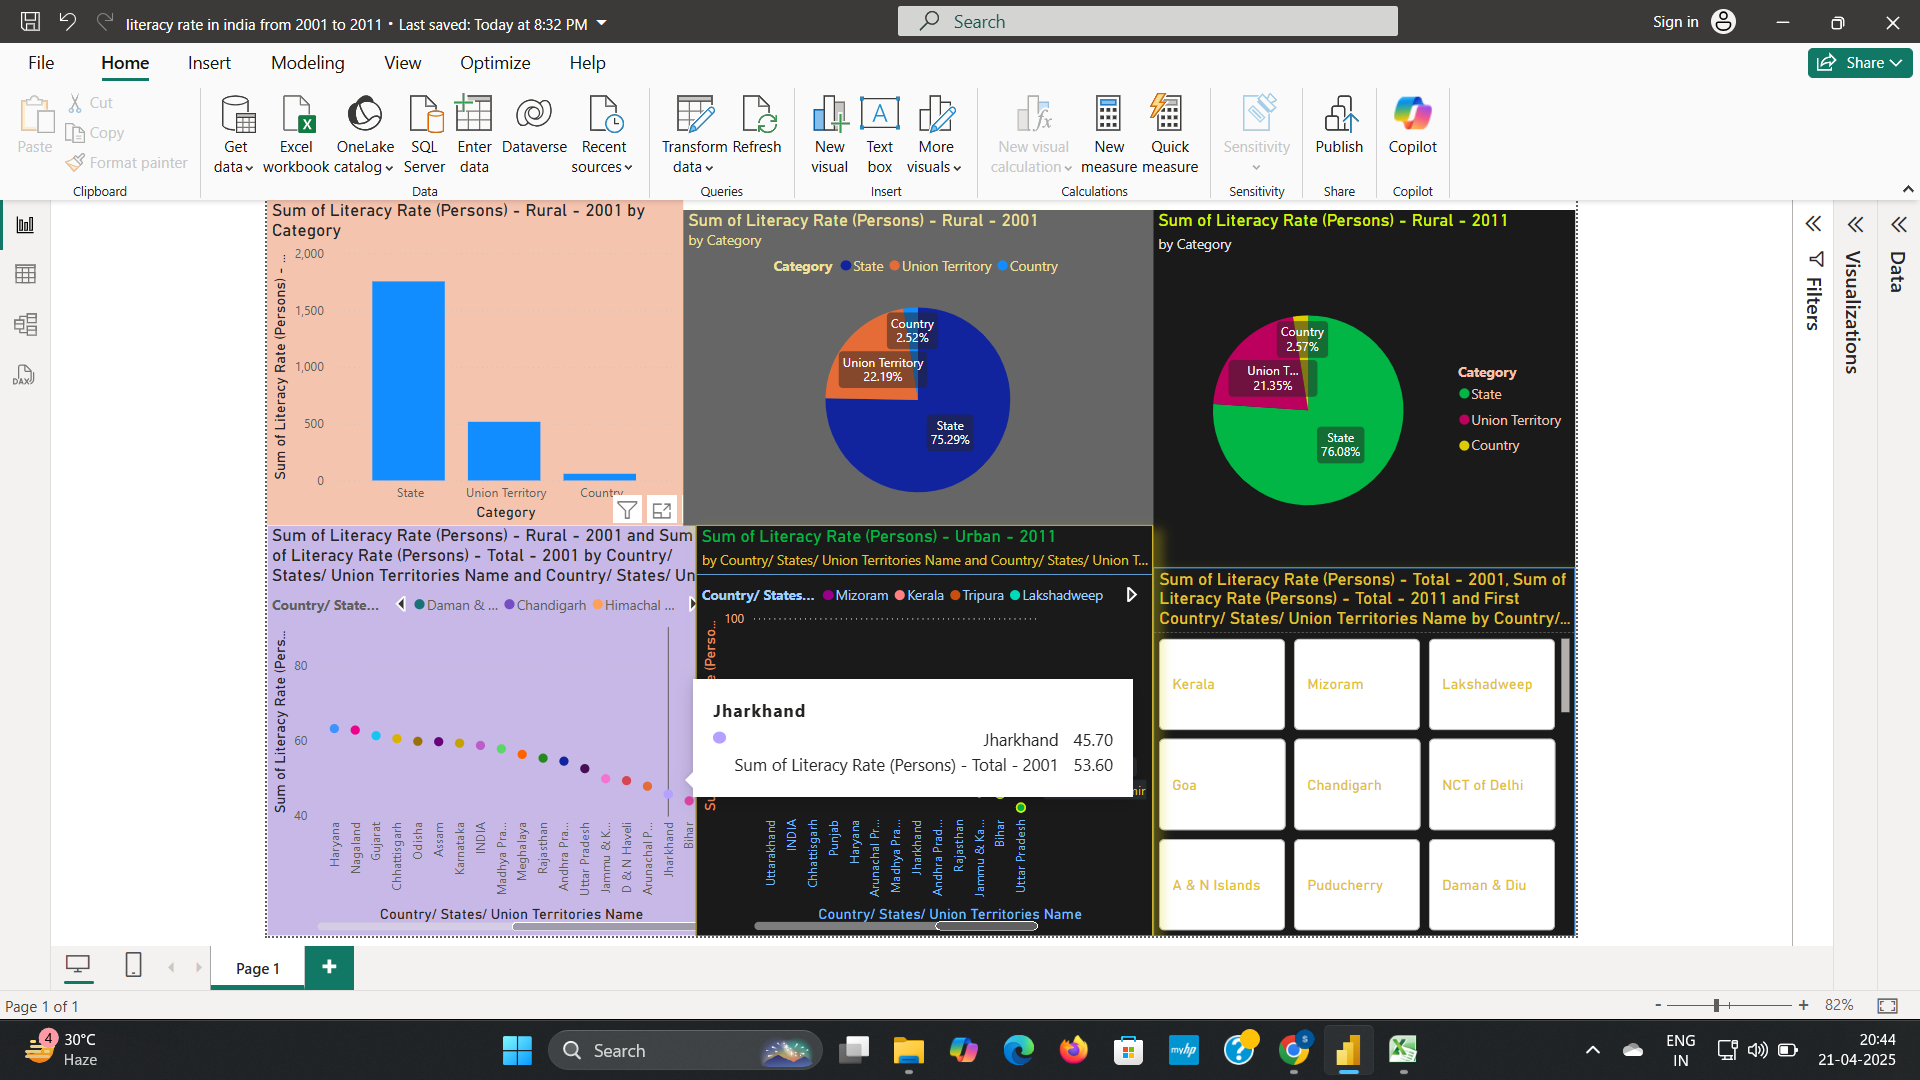 literacy rate in india from 2001 to 2011 • Last saved: Today at 8:32 PM
Search
Sign in
File
Home
Insert
Modeling
View
Optimize
Help
Share
Paste
Cut
Copy
Format painter
Clipboard
Get data
Excel workbook
OneLake catalog
SQL Server
Enter data
Dataverse
Recent sources
Data
Transform data
Refresh
Queries
New visual
Text box
More visuals
Insert
New visual calculation
New measure
Quick measure
Calculations
Sensitivity
Sensitivity
Publish
Share
Copilot
Copilot
Sum of Literacy Rate (Persons) - Rural - 2001 by
Category
Sum of Literacy Rate (Persons) - ...
2,000
1,500
1,000
500
0
State
Union Territory
Country
Category
Sum of Literacy Rate (Persons) - Rural - 2001
by Category
Category State Union Territory Country
Country
2.52%
Union Territory
22.19%
State
75.29%
Sum of Literacy Rate (Persons) - Rural - 2011
by Category
Country
2.57%
Union T...
21.35%
State
76.08%
Category
State
Union Territory
Country
Filters
Visualizations
Data
Sum of Literacy Rate (Persons) - Rural - 2001 and Sum
of Literacy Rate (Persons) - Total - 2001 by Country/
States/ Union Territories Name and Country/ States/ Un
Country/ State... Daman & ... Chandigarh Himachal ...
Sum of Literacy Rate (Pers...
80
60
40
Haryana
Nagaland
Gujarat
Chhattisgarh
Odisha
Assam
Karnataka
INDIA
Madhya Pra...
Meghalaya
Rajasthan
Andhra Pra...
Uttar Pradesh
Jammu & K...
D & N Haveli
Arunachal P...
Jharkhand
Bihar
Country/ States/ Union Territories Name
Sum of Literacy Rate (Persons) - Urban - 2011
by Country/ States/ Union Territories Name and Country/ States/ Union T...
Country/ States... Mizoram Kerala Tripura Lakshadweep
100
(Perso...
Jharkhand
Jharkhand 45.70
Sum of Literacy Rate (Persons) - Total - 2001 53.60
Uttarakhand
INDIA
Chhattisgarh
Punjab
Haryana
Arunachal Pr...
Madhya Pra...
Jharkhand
Andhra Prad...
Rajasthan
Jammu & Ka...
Bihar
Uttar Pradesh
Country/ States/ Union Territories Name
Sum of Literacy Rate (Persons) - Total - 2001, Sum of
Literacy Rate (Persons) - Total - 2011 and First
Country/ States/ Union Territories Name by Country/...
Kerala
Mizoram
Lakshadweep
Goa
Chandigarh
NCT of Delhi
A & N Islands
Puducherry
Daman & Diu
Page 1
Page 1 of 1
- + 82%
4
30°C
Haze
Search
myhp
ENG
IN
20:44
21-04-2025